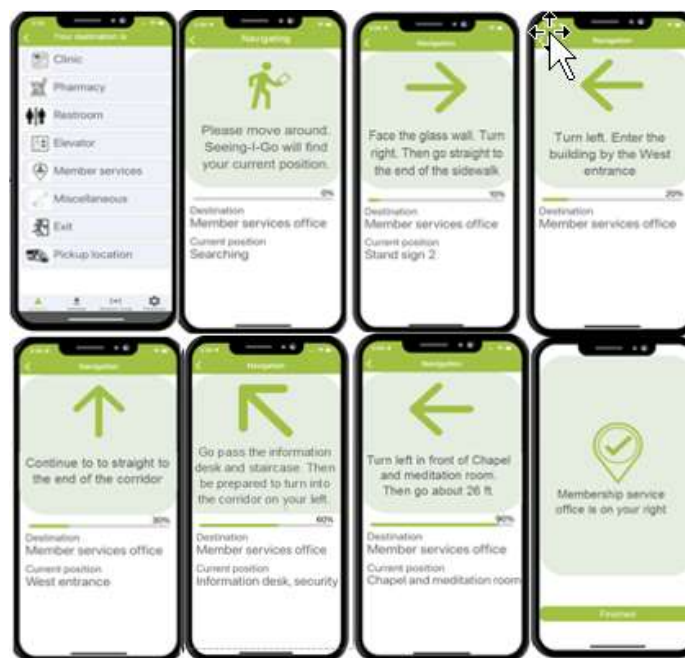 Your destination is
Clinic
Pharmacy
Restroom
Elevator
Member services
Miscellaneous
Exit
Pickup location
Navigating
Please move around.
Seeing-I-Go will find
your current position.
0%
Destination
Member services office
Current position
Searching
Navigation
Face the glass wall. Turn
right. Then go straight to
the end of the sidewalk
10%
Destination
Member services office
Current position
Stand sign 2
Navigation
Turn left. Enter the
building by the West
entrance
20%
Destination
Member services office
Navigation
Continue to to straight to
the end of the corridor
30%
Destination
Member services office
Current position
West entrance
Navigation
Go pass the information
desk and staircase. Then
be prepared to turn into
the corridor on your left.
60%
Destination
Member services office
Current position
Information desk, security
Navigation
Turn left in front of Chapel
and meditation room.
Then go about 26 ft
90%
Destination
Member services office
Current position
Chapel and meditation room
Membership service
office is on your right
Finished